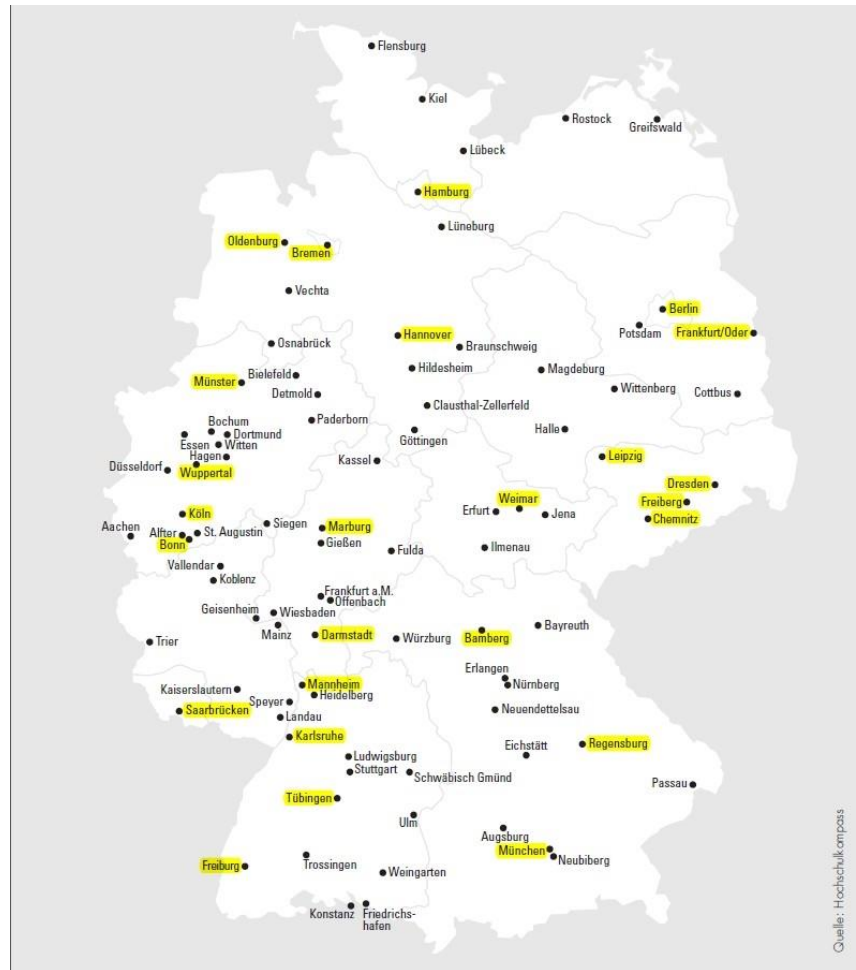 Flensburg
Kiel
Rostock
Greifswald
Lübeck
Hamburg
Lüneburg
Oldenburg
Bremen
Vechta
Berlin
Potsdam
Frankfurt/Oder
Hannover
Osnabrück
Braunschweig
Hildesheim
Magdeburg
Bielefeld
Münster
Wittenberg
Cottbus
Detmold
Clausthal-Zellerfeld
Paderborn
Bochum
Dortmund
Göttingen
Halle
Essen
Witten
Hagen
Kassel
Leipzig
Düsseldorf
Wuppertal
Dresden
Weimar
Freiberg
Köln
Erfurt
Jena
Chemnitz
Aachen
Alfter
St. Augustin
Siegen
Marburg
Bonn
Gießen
Fulda
Ilmenau
Vallendar
Koblenz
Frankfurt a.M.
Offenbach
Geisenheim
Wiesbaden
Mainz
Darmstadt
Würzburg
Bamberg
Bayreuth
Trier
Erlangen
Nürnberg
Kaiserslautern
Mannheim
Heidelberg
Speyer
Saarbrücken
Landau
Neuendettelsau
Karlsruhe
Regensburg
Eichstätt
Ludwigsburg
Stuttgart
Schwäbisch Gmünd
Passau
Tübingen
Ulm
Augsburg
München
Neubiberg
Freiburg
Trossingen
Weingarten
Konstanz
Friedrichs-
hafen
Quelle: Hochschulkompass